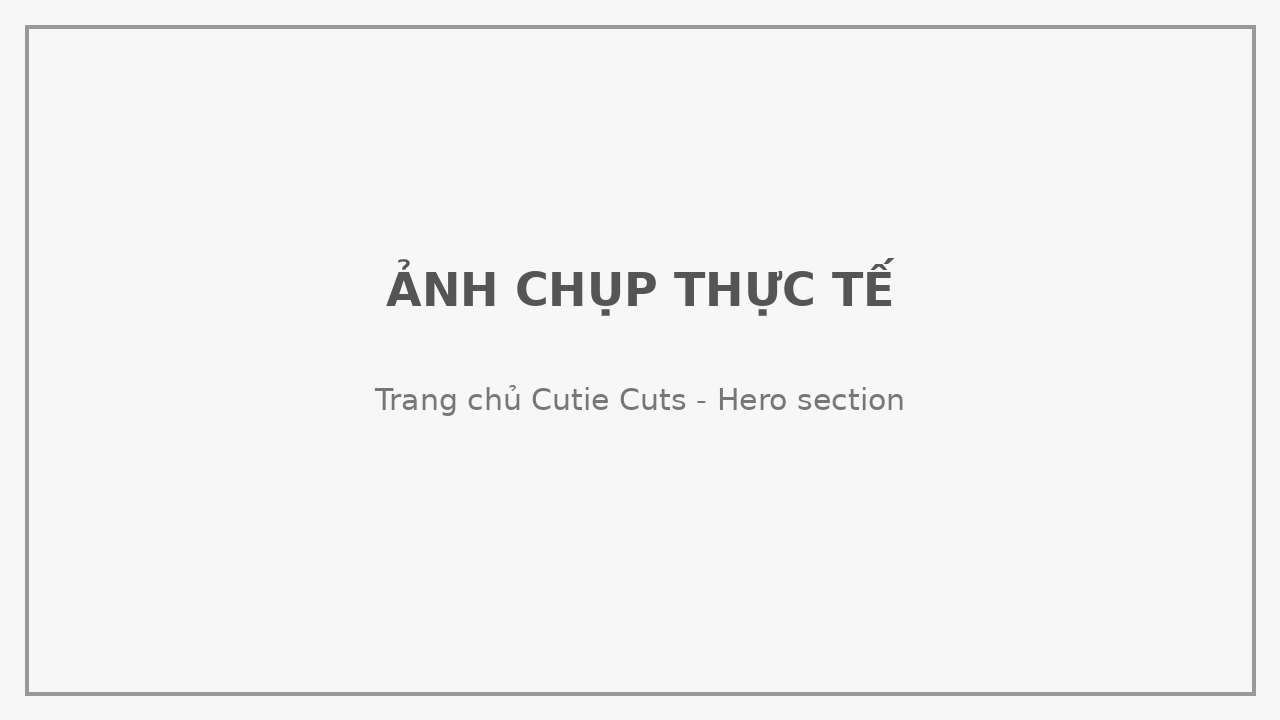 ẢNH CHỤP THỰC TẾ
Trang chủ Cutie Cuts - Hero section